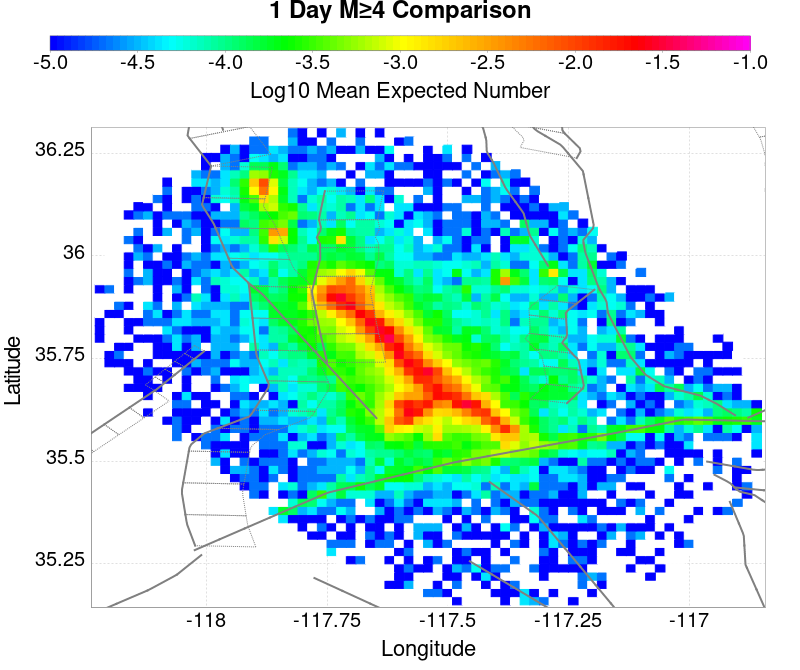 1 Day M≥4 Comparison
-5.0 -4.5 -4.0 -3.5 -3.0 -2.5 -2.0 -1.5 -1.0
Log10 Mean Expected Number
36.25
36
35.75
35.5
35.25
Latitude
-118 -117.75 -117.5 -117.25 -117
Longitude